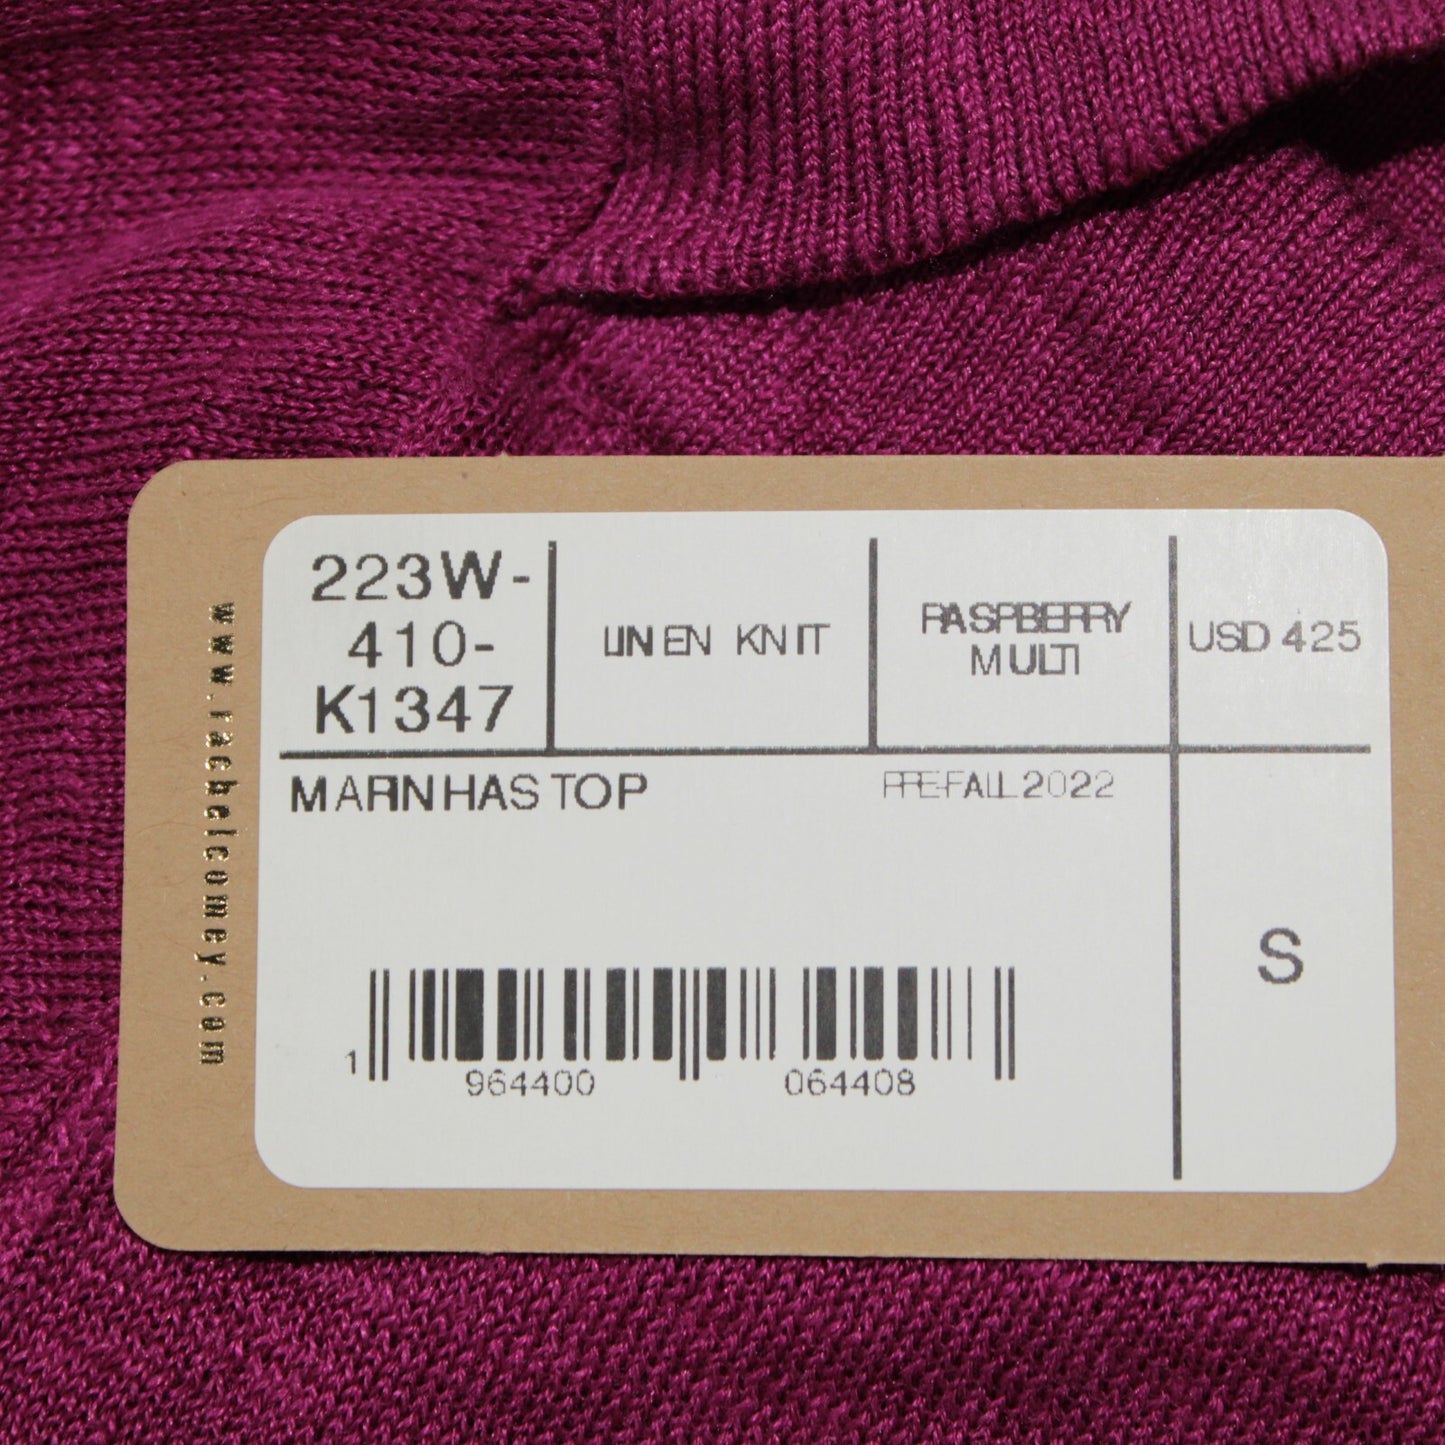 223W-
410-
K1347
LINEN KNIT
RASPBERRY
MULTI
USD 425
MARNHAS TOP
PRE-FALL 2022
S
1 964400 064408
www.rachelcomey.com